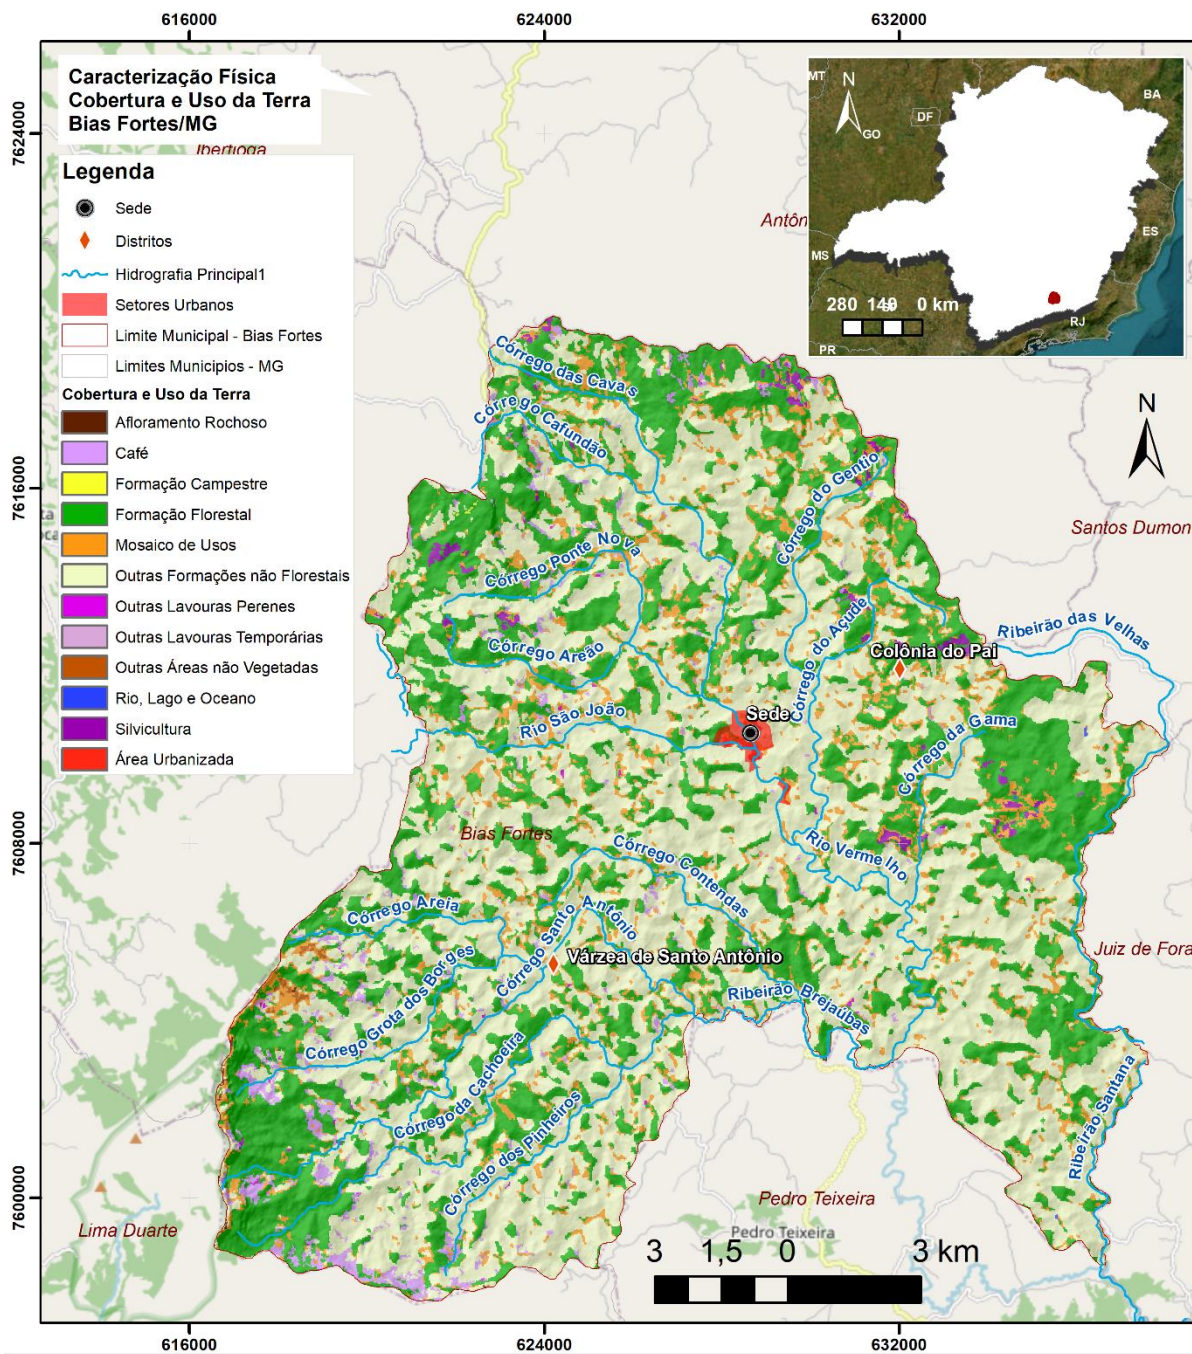 616000
624000
632000
7624000
7616000
7608000
7600000
Caracterização Física
Cobertura e Uso da Terra
Bias Fortes/MG
Ibertioga
Legenda
Sede
Distritos
Hidrografia Principal1
Setores Urbanos
Limite Municipal - Bias Fortes
Limites Municipios - MG
Cobertura e Uso da Terra
Afloramento Rochoso
Café
Formação Campestre
Formação Florestal
Mosaico de Usos
Outras Formações não Florestais
Outras Lavouras Perenes
Outras Lavouras Temporárias
Outras Áreas não Vegetadas
Rio, Lago e Oceano
Silvicultura
Área Urbanizada
MT
N
BA
DF
GO
ES
MS
RJ
PR
280 140 0 km
Antôn
N
Santos Dumon
Córrego das Cavas
Córrego Cafundão
Córrego do Gentio
Córrego Ponte Nova
Córrego Areão
Córrego do Açude
Ribeirão das Velhas
Colônia do Pai
Rio São João
Sede
Córrego da Gama
Bias Fortes
Rio Vermelho
Córrego Contendas
Córrego Areia
Córrego Santo Antônio
Várzea de Santo Antônio
Juiz de Fora
Córrego Grota dos Borges
Ribeirão Brejaúbas
Córrego da Cachoeira
Córrego dos Pinheiros
Ribeirão Santana
Lima Duarte
Pedro Teixeira
Pedro Teixeira
3 1,5 0 3 km
616000
624000
632000